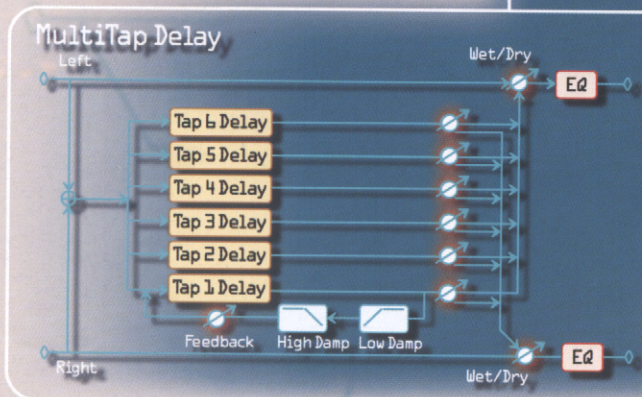 MultiTap Delay
Left
Wet/Dry
EQ
Tap 6 Delay
Tap 5 Delay
Tap 4 Delay
Tap 3 Delay
Tap 2 Delay
Tap 1 Delay
Feedback
High Damp
Low Damp
Right
Wet/Dry
EQ